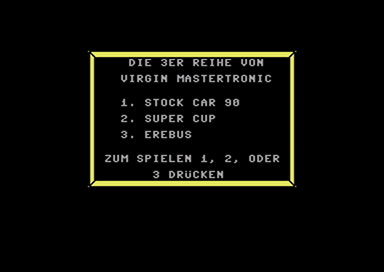 DIE 3ER REIHE VON
VIRGIN MASTERTRONIC
1. STOCK CAR 90
2. SUPER CUP
3. EREBUS
ZUM SPIELEN 1, 2, ODER
3 DRüCKEN